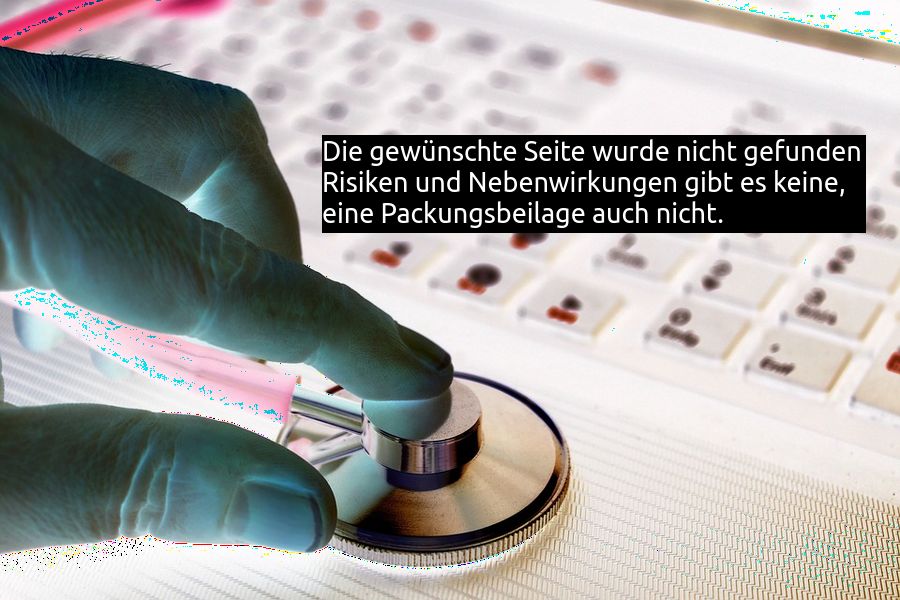 Die gewünschte Seite wurde nicht gefunden
Risiken und Nebenwirkungen gibt es keine,
eine Packungsbeilage auch nicht.